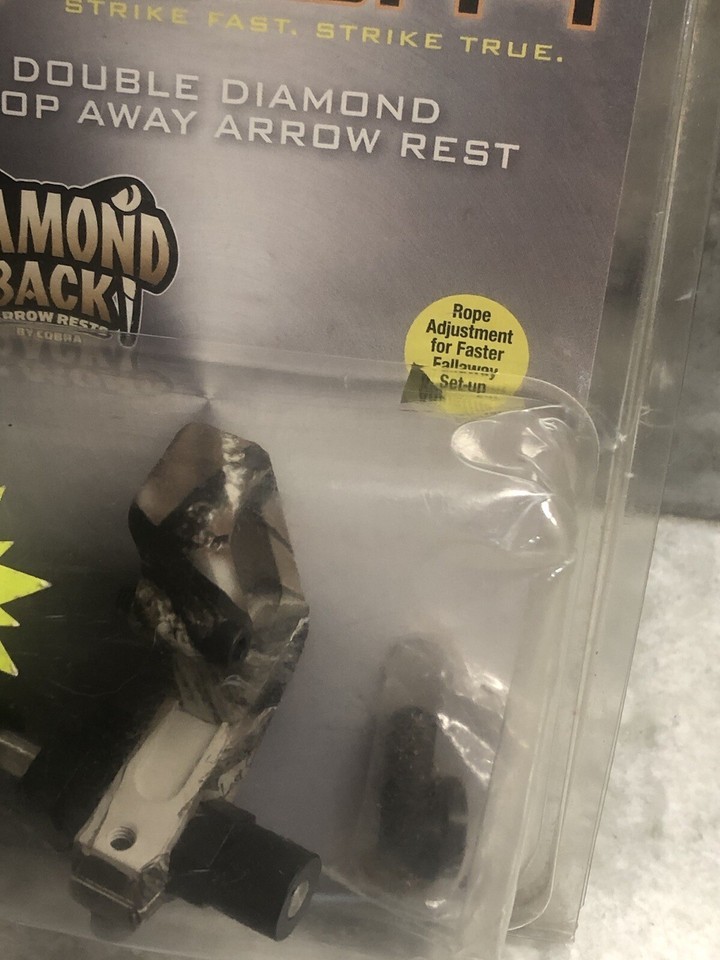 STRIKE FAST. STRIKE TRUE.
DOUBLE DIAMOND
OP AWAY ARROW REST
AMOND
BACK
ARROW RESTS
BY COBRA
Rope
Adjustment
for Faster
Fallaway
Set-up